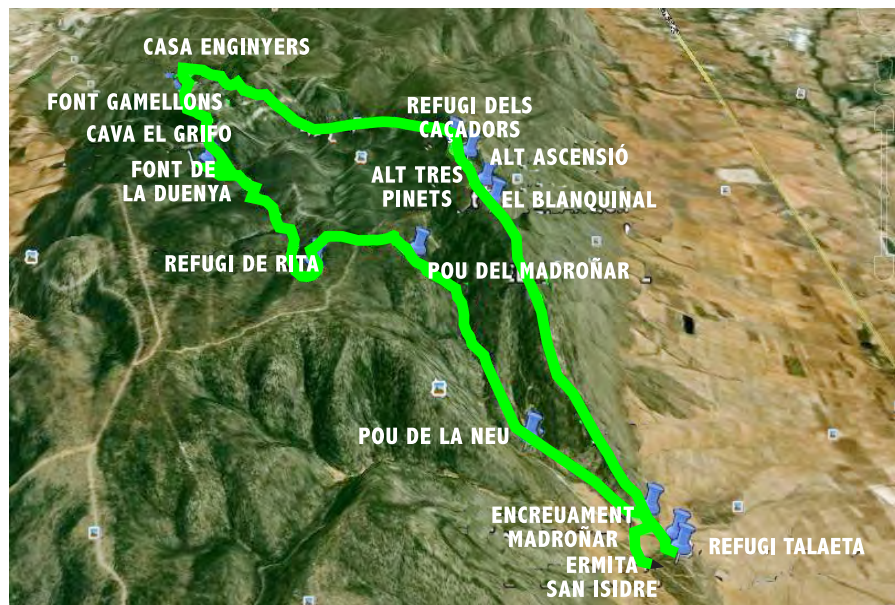 CASA ENGINYERS
FONT GAMELLONS
CAVA EL GRIFO
FONT DE
LA DUENYA
REFUGI DELS
CAÇADORS
ALT ASCENSIÓ
ALT TRES
PINETS
EL BLANQUINAL
REFUGI DE RITA
POU DEL MADROÑAR
POU DE LA NEU
ENCREUAMENT
MADROÑAR
REFUGI TALAETA
ERMITA
SAN ISIDRE